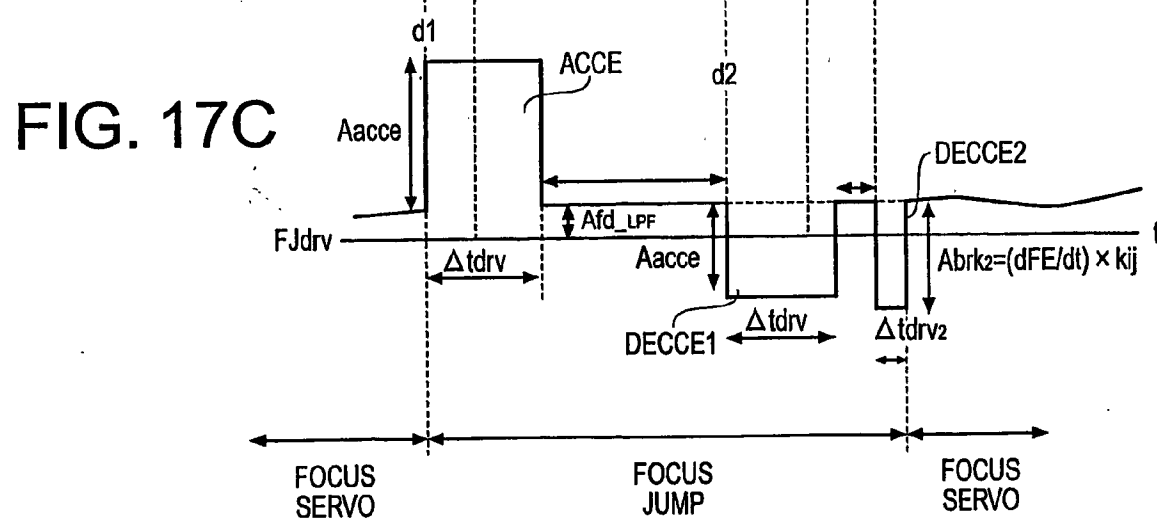 d1
ACCE
d2
FIG. 17C
Aacce
DECCE2
Afd_LPF
FJdrv
t
Δtdrv
Aacce
Abrk2=(dFE/dt)×kij
DECCE1
Δtdrv
Δtdrv2
FOCUS
SERVO
FOCUS
JUMP
FOCUS
SERVO